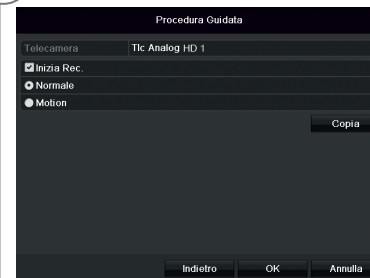 Procedura Guidata
Telecamera Tlc Analog HD 1
Inizia Rec.
Normale
Motion
Copia
Indietro OK Annulla